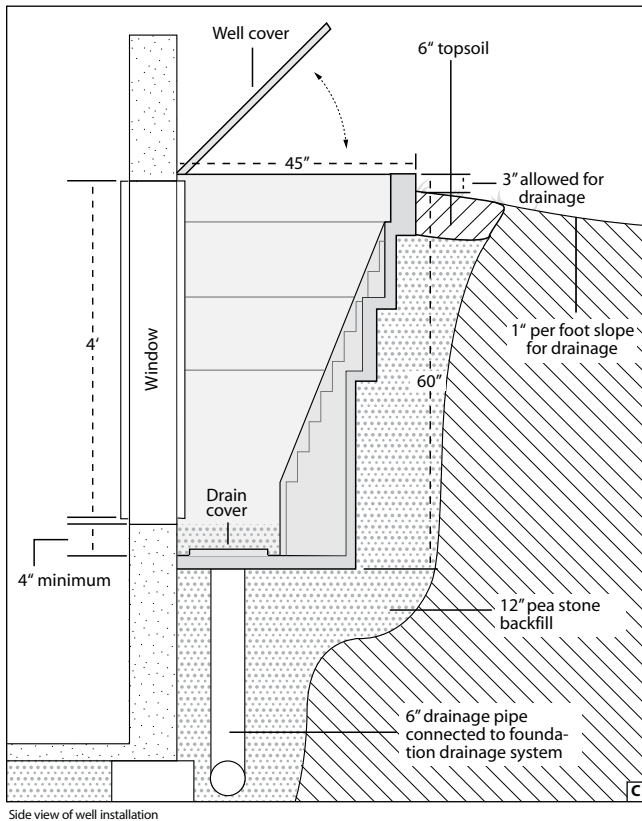 Well cover
6“ topsoil
45”
3” allowed for
drainage
4‘
Window
60”
1“ per foot slope
for drainage
Drain
cover
4“ minimum
12” pea stone
backfill
6” drainage pipe
connected to founda-
tion drainage system
C
Side view of well installation